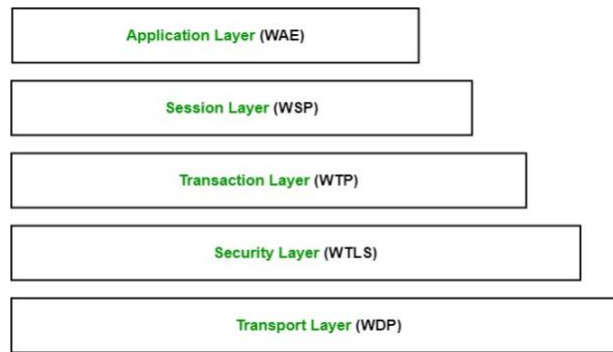 Application Layer (WAE)
Session Layer (WSP)
Transaction Layer (WTP)
Security Layer (WTLS)
Transport Layer (WDP)